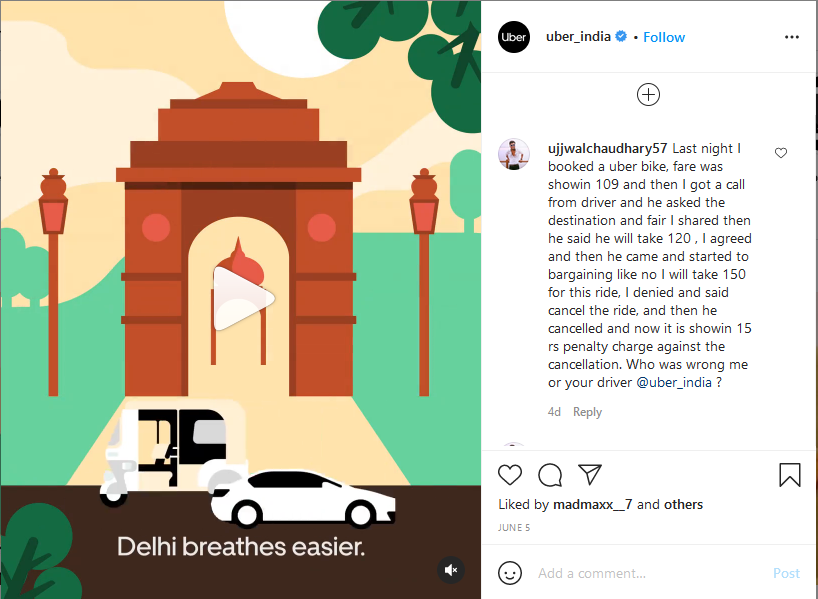 Uber
uber_india • Follow
ujjwalchaudhary57 Last night I
booked a uber bike, fare was
showin 109 and then I got a call
from driver and he asked the
destination and fair I shared then
he said he will take 120 , I agreed
and then he came and started to
bargaining like no I will take 150
for this ride, I denied and said
cancel the ride, and then he
cancelled and now it is showin 15
rs penalty charge against the
cancellation. Who was wrong me
or your driver @uber_india ?
4d Reply
Liked by madmaxx__7 and others
JUNE 5
Add a comment... Post
Delhi breathes easier.